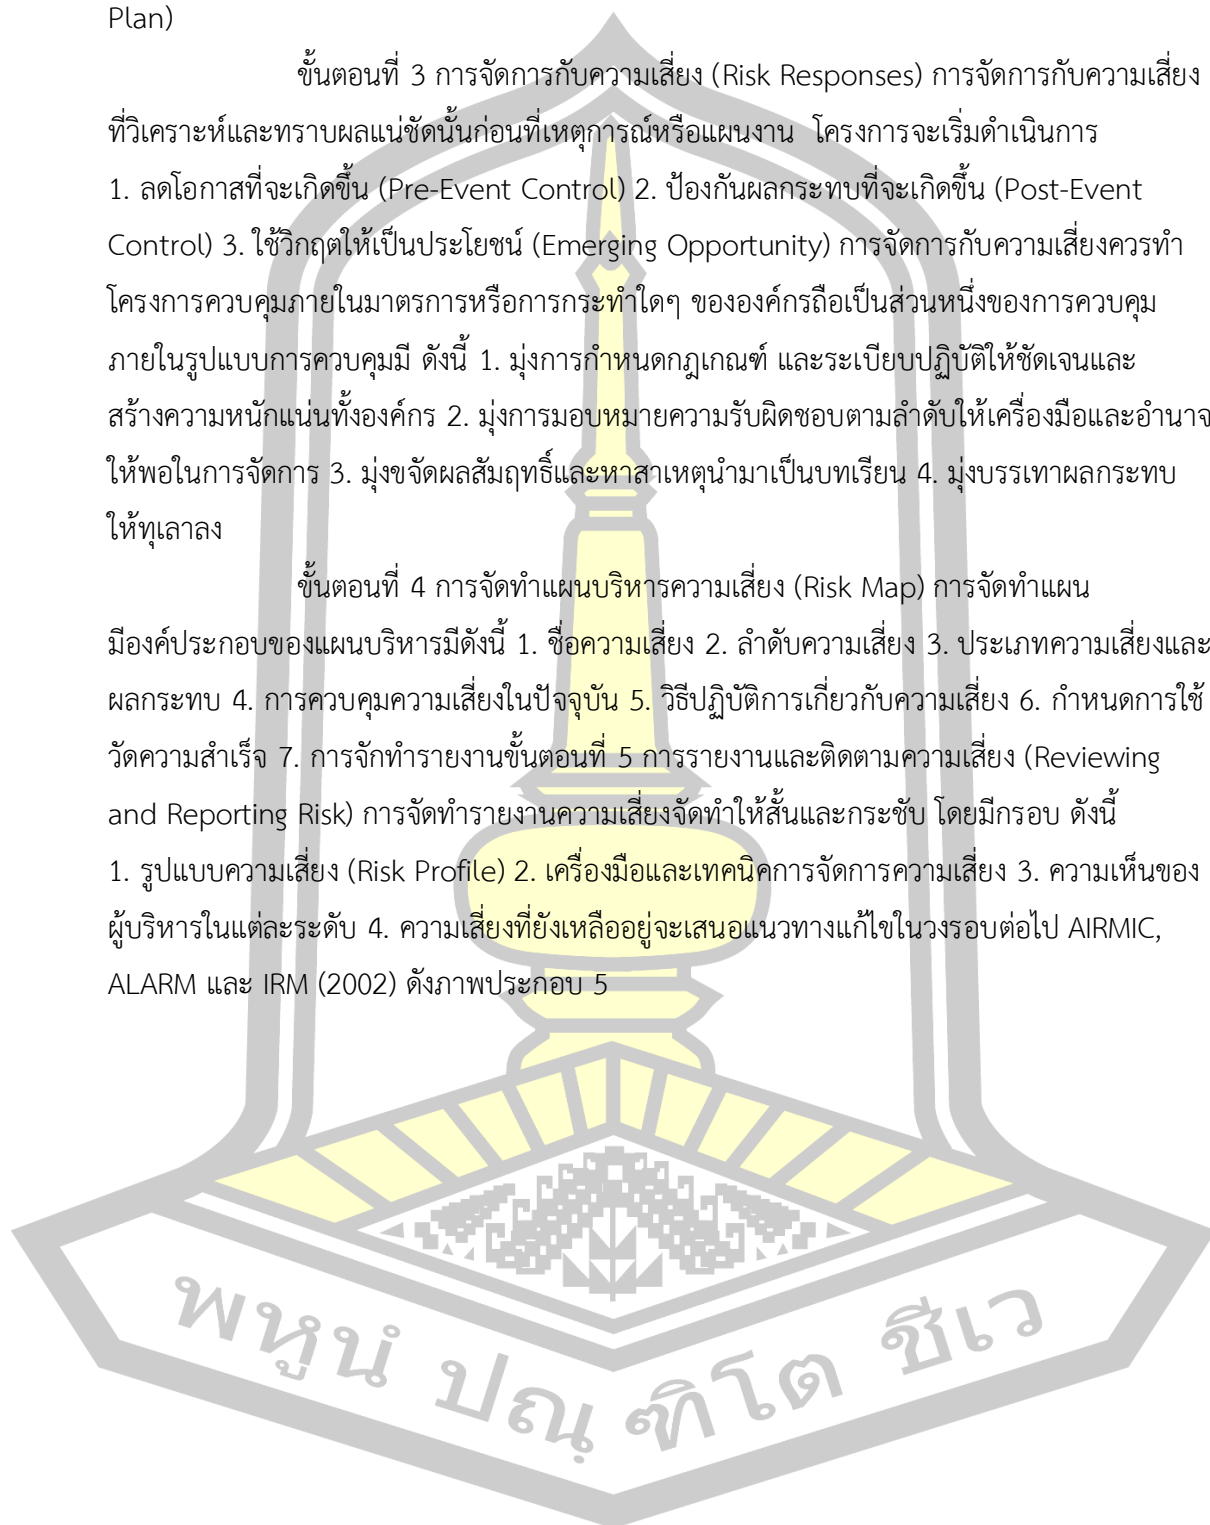 Plan)
ขั้นตอนที่ 3 การจัดการกับความเสี่ยง (Risk Responses) การจัดการกับความเสี่ยง
ที่วิเคราะห์และทราบผลแน่ชัดนั้นก่อนที่เหตุการณ์หรือแผนงาน โครงการจะเริ่มดำเนินการ
1. ลดโอกาสที่จะเกิดขึ้น (Pre-Event Control) 2. ป้องกันผลกระทบที่จะเกิดขึ้น (Post-Event
Control) 3. ใช้วิกฤตให้เป็นประโยชน์ (Emerging Opportunity) การจัดการกับความเสี่ยงควรทำ
โครงการควบคุมภายในมาตรการหรือการกระทำใดๆ ขององค์กรถือเป็นส่วนหนึ่งของการควบคุม
ภายในรูปแบบการควบคุมมี ดังนี้ 1. มุ่งการกำหนดกฎเกณฑ์ และระเบียบปฏิบัติให้ชัดเจนและ
สร้างความหนักแน่นทั้งองค์กร 2. มุ่งการมอบหมายความรับผิดชอบตามลำดับให้เครื่องมือและอำนาจ
ให้พอในการจัดการ 3. มุ่งขจัดผลสัมฤทธิ์และหาสาเหตุนำมาเป็นบทเรียน 4. มุ่งบรรเทาผลกระทบ
ให้ทุเลาลง
ขั้นตอนที่ 4 การจัดทำแผนบริหารความเสี่ยง (Risk Map) การจัดทำแผน
มีองค์ประกอบของแผนบริหารมีดังนี้ 1. ชื่อความเสี่ยง 2. ลำดับความเสี่ยง 3. ประเภทความเสี่ยงและ
ผลกระทบ 4. การควบคุมความเสี่ยงในปัจจุบัน 5. วิธีปฏิบัติการเกี่ยวกับความเสี่ยง 6. กำหนดการใช้
วัดความสำเร็จ 7. การจักทำรายงานขั้นตอนที่ 5 การรายงานและติดตามความเสี่ยง (Reviewing
and Reporting Risk) การจัดทำรายงานความเสี่ยงจัดทำให้สั้นและกระชับ โดยมีกรอบ ดังนี้
1. รูปแบบความเสี่ยง (Risk Profile) 2. เครื่องมือและเทคนิคการจัดการความเสี่ยง 3. ความเห็นของ
ผู้บริหารในแต่ละระดับ 4. ความเสี่ยงที่ยังเหลืออยู่จะเสนอแนวทางแก้ไขในวงรอบต่อไป AIRMIC,
ALARM และ IRM (2002) ดังภาพประกอบ 5
พหูนํ ปณฺฑิโต ชีเว